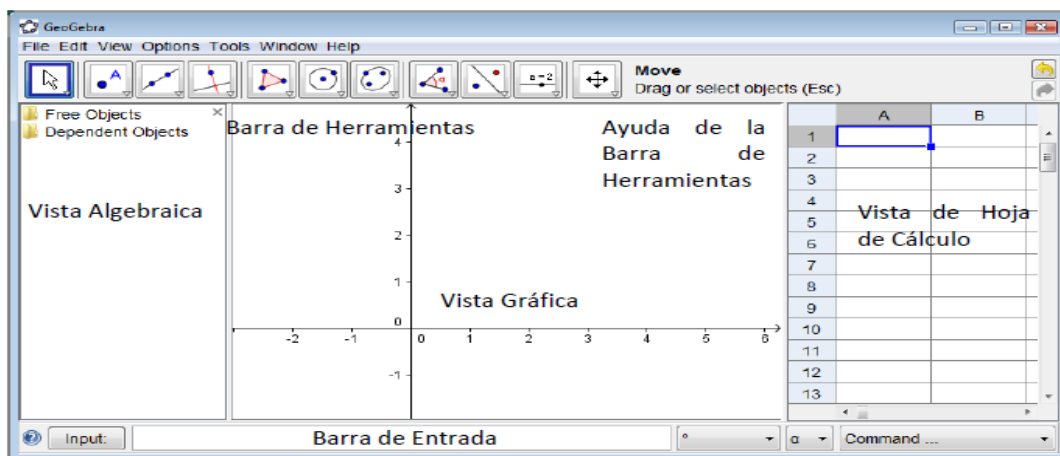 GeoGebra
File Edit View Options Tools Window Help
A
a=2
Move
Drag or select objects (Esc)
Free Objects
Dependent Objects
Barra de Herramientas
Ayuda de la
Barra de
Herramientas
Vista Algebraica
Vista Gráfica
4
3
2
1
0
-1
-2 -1 0 1 2 3 4 5 6
A B
1
2
3
4
5
6
7
8
9
10
11
12
13
Vista de Hoja
de Cálculo
Input:
Barra de Entrada
°
α
Command ...